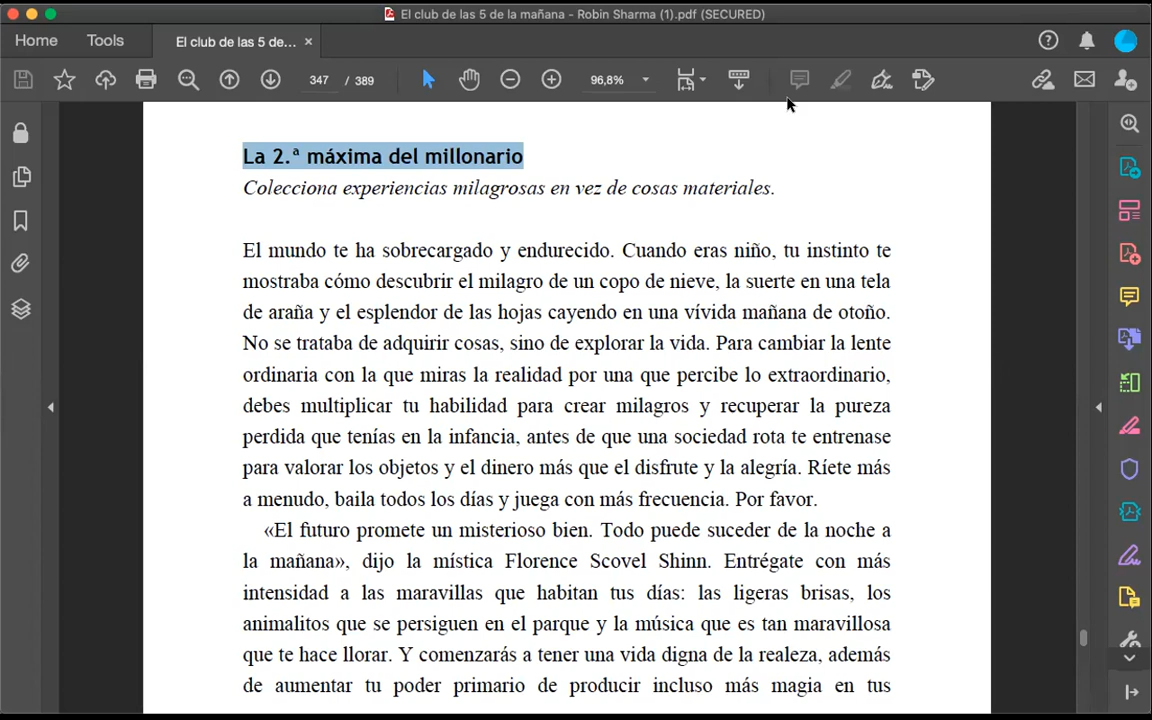 El club de las 5 de la mañana - Robin Sharma (1).pdf (SECURED)
Home Tools El club de las 5 de... ×
347 / 389 96,8%
La 2.ª máxima del millonario
Colecciona experiencias milagrosas en vez de cosas materiales.
El mundo te ha sobrecargado y endurecido. Cuando eras niño, tu instinto te
mostraba cómo descubrir el milagro de un copo de nieve, la suerte en una tela
de araña y el esplendor de las hojas cayendo en una vívida mañana de otoño.
No se trataba de adquirir cosas, sino de explorar la vida. Para cambiar la lente
ordinaria con la que miras la realidad por una que percibe lo extraordinario,
debes multiplicar tu habilidad para crear milagros y recuperar la pureza
perdida que tenías en la infancia, antes de que una sociedad rota te entrenase
para valorar los objetos y el dinero más que el disfrute y la alegría. Ríete más
a menudo, baila todos los días y juega con más frecuencia. Por favor.
«El futuro promete un misterioso bien. Todo puede suceder de la noche a
la mañana», dijo la mística Florence Scovel Shinn. Entrégate con más
intensidad a las maravillas que habitan tus días: las ligeras brisas, los
animalitos que se persiguen en el parque y la música que es tan maravillosa
que te hace llorar. Y comenzarás a tener una vida digna de la realeza, además
de aumentar tu poder primario de producir incluso más magia en tus